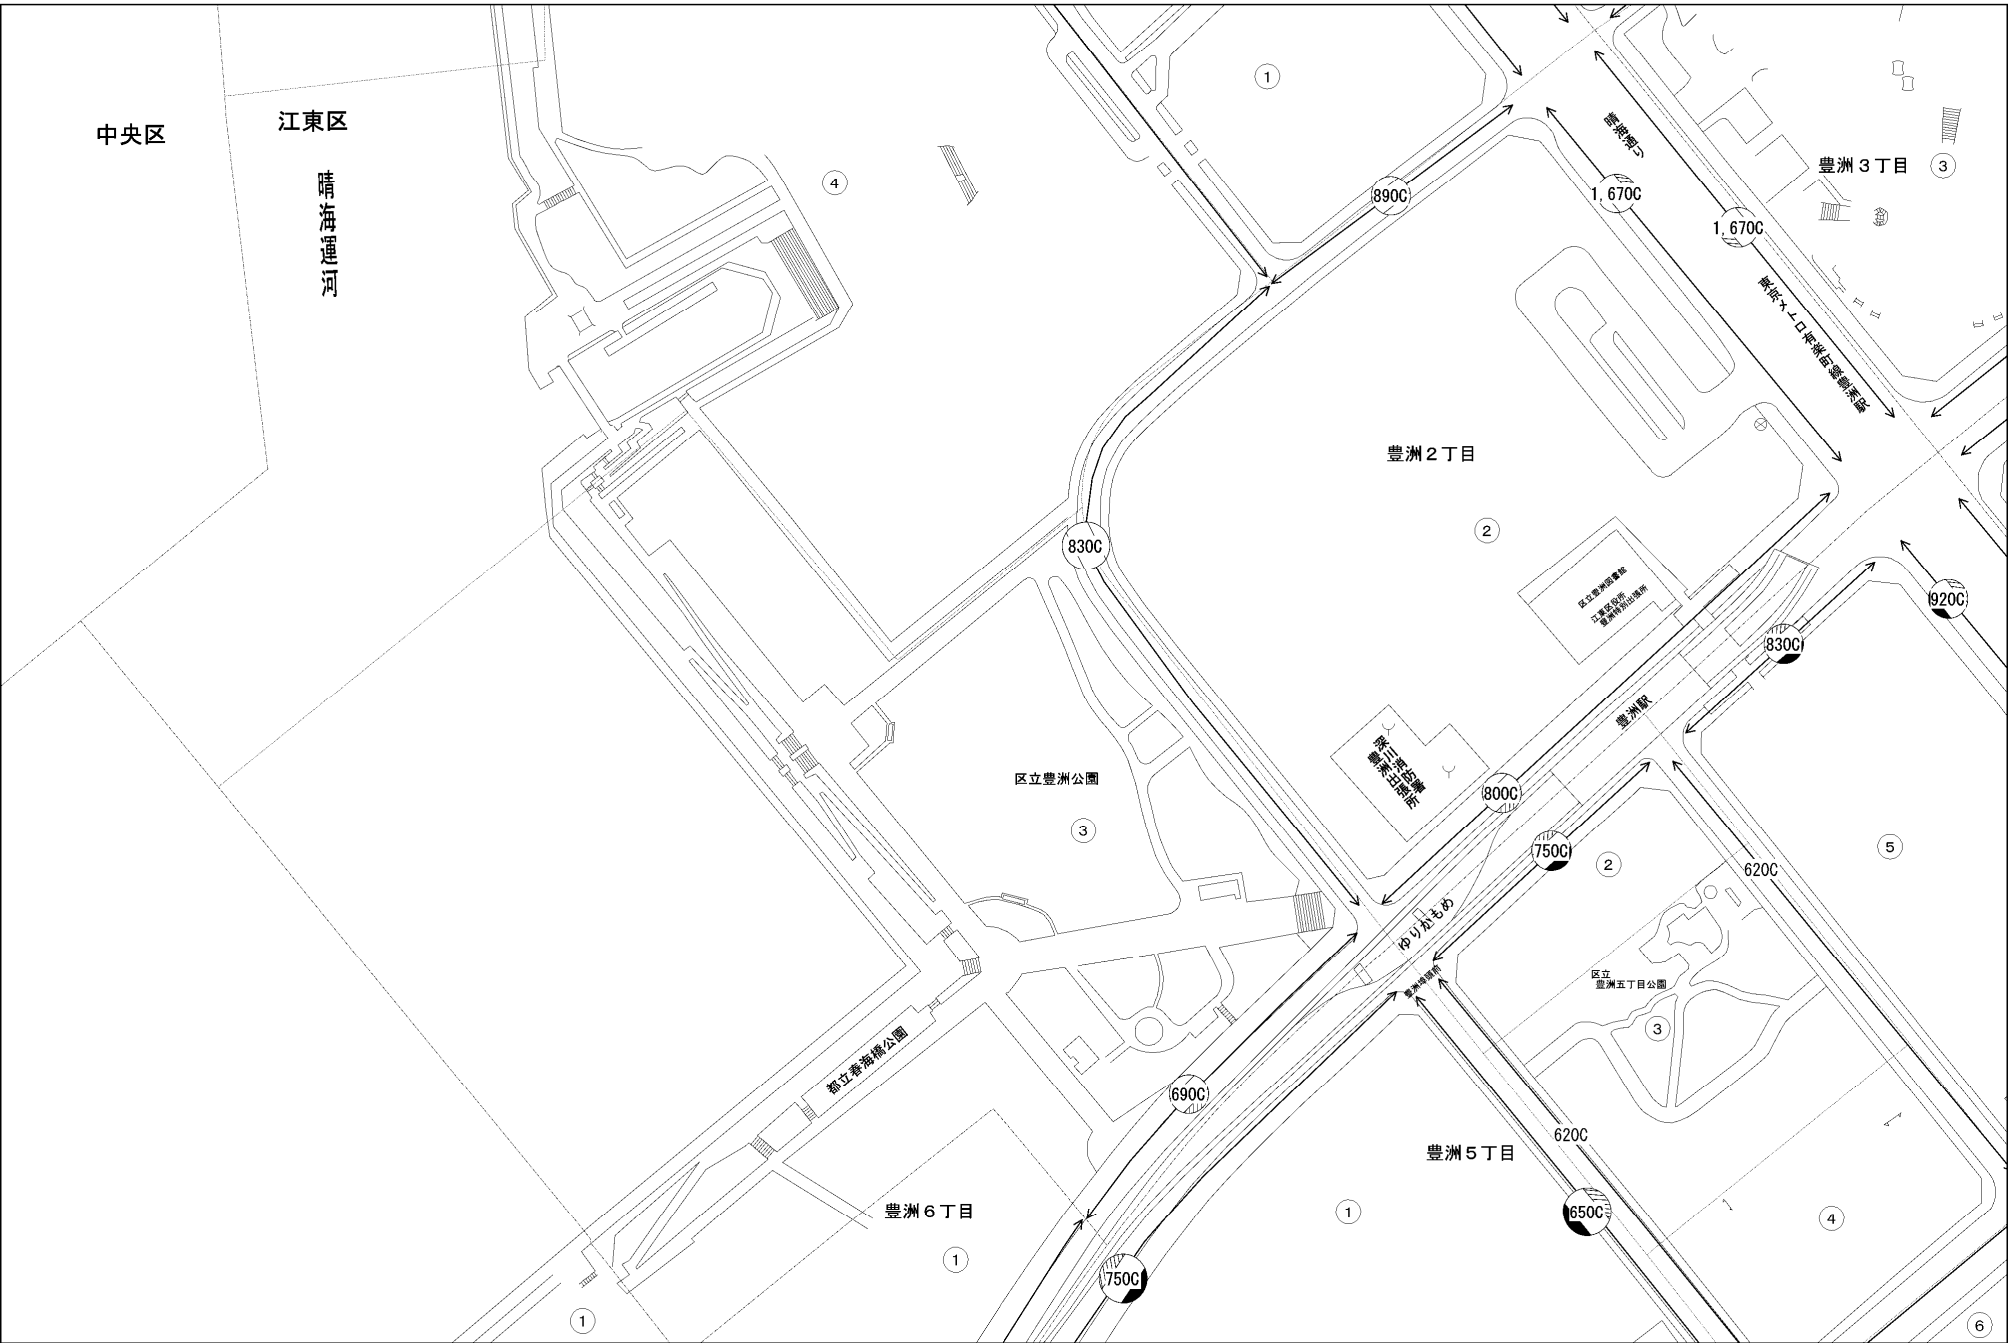 中央区
江東区
晴海運河
④
①
890C
1,670C
晴海通り
1,670C
豊洲３丁目
③
東京メトロ有楽町線豊洲駅
豊洲２丁目
②
830C
区立豊洲図書館
江東区役所
豊洲特別出張所
920C
830C
豊洲駅
深川消防署
豊洲出張所
区立豊洲公園
③
800C
750C
②
620C
⑤
ゆりかもめ
豊洲埠頭前
区立
豊洲五丁目公園
③
都立春海橋公園
690C
620C
豊洲５丁目
豊洲６丁目
①
①
650C
④
750C
①
⑥